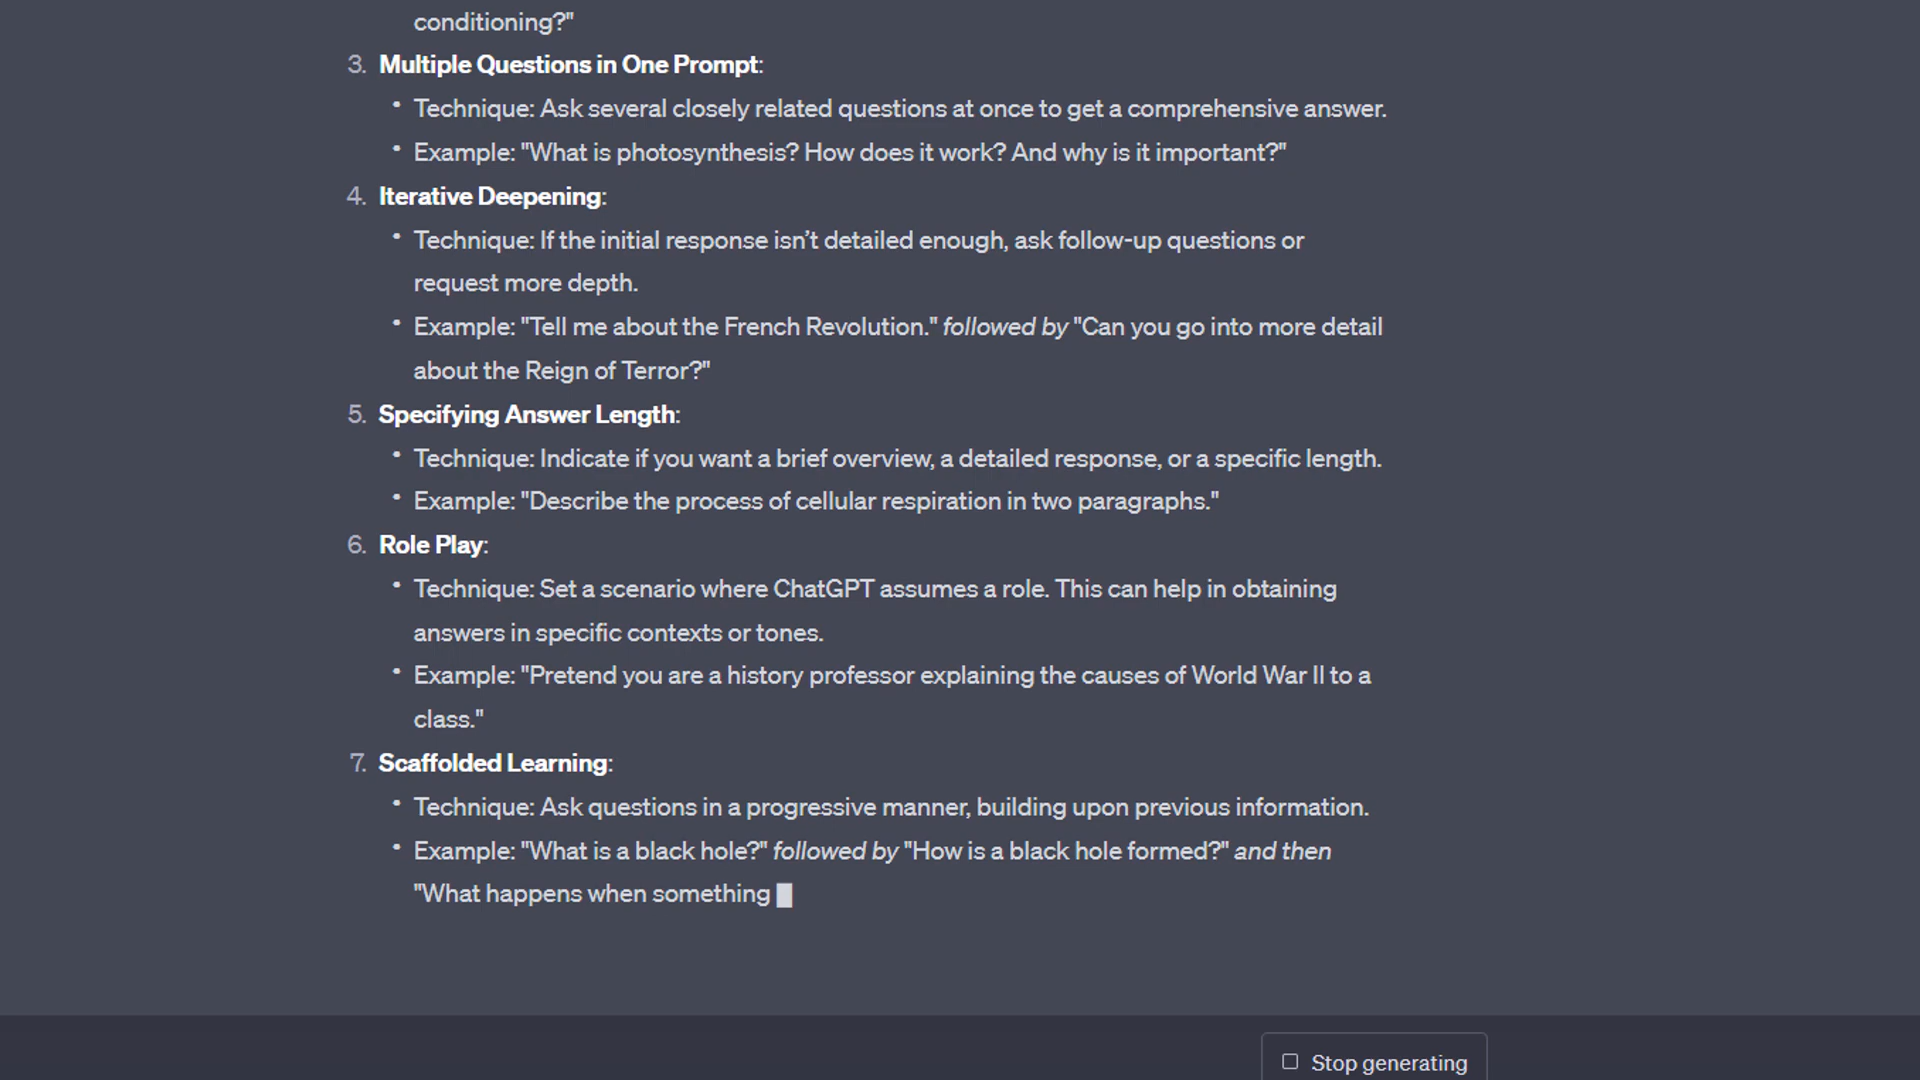 conditioning?"
3. Multiple Questions in One Prompt:
• Technique: Ask several closely related questions at once to get a comprehensive answer.
• Example: "What is photosynthesis? How does it work? And why is it important?"
4. Iterative Deepening:
• Technique: If the initial response isn’t detailed enough, ask follow-up questions or
request more depth.
• Example: "Tell me about the French Revolution." followed by "Can you go into more detail
about the Reign of Terror?"
5. Specifying Answer Length:
• Technique: Indicate if you want a brief overview, a detailed response, or a specific length.
• Example: "Describe the process of cellular respiration in two paragraphs."
6. Role Play:
• Technique: Set a scenario where ChatGPT assumes a role. This can help in obtaining
answers in specific contexts or tones.
• Example: "Pretend you are a history professor explaining the causes of World War II to a
class."
7. Scaffolded Learning:
• Technique: Ask questions in a progressive manner, building upon previous information.
• Example: "What is a black hole?" followed by "How is a black hole formed?" and then
"What happens when something
Stop generating